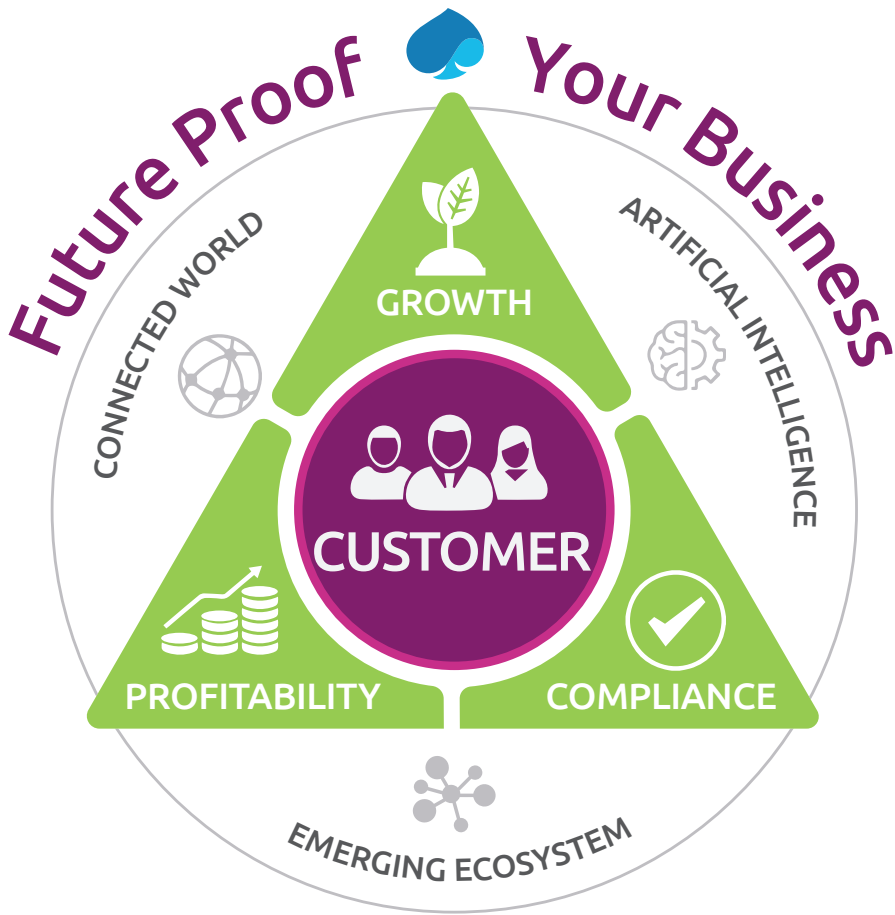 Future Proof Your Business
CONNECTED WORLD
ARTIFICIAL INTELLIGENCE
GROWTH
CUSTOMER
PROFITABILITY
COMPLIANCE
EMERGING ECOSYSTEM